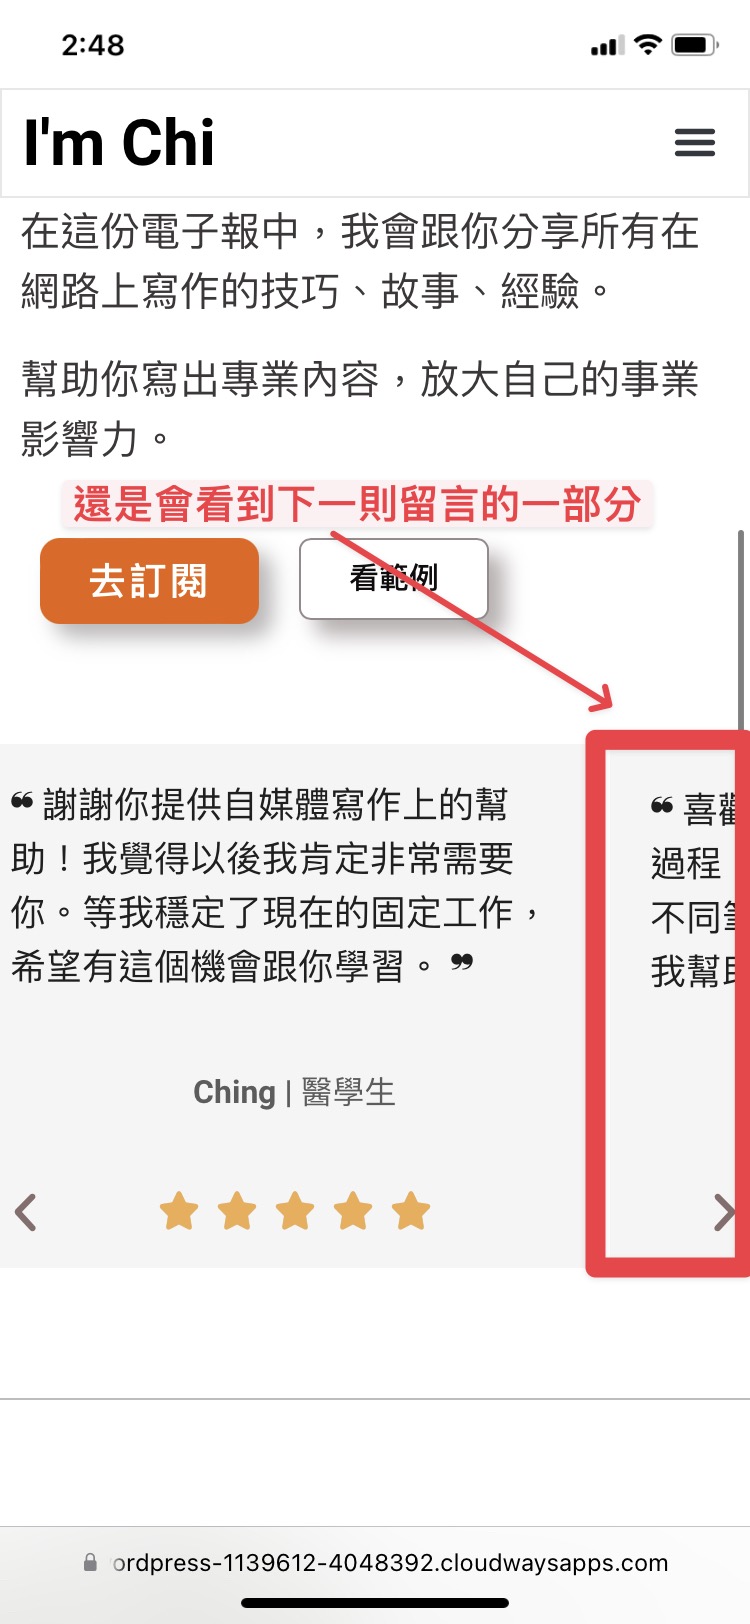 2:48
I'm Chi
在這份電子報中，我會跟你分享所有在
網路上寫作的技巧、故事、經驗。
幫助你寫出專業內容，放大自己的事業
影響力。
還是會看到下一則留言的一部分
去訂閱
看範例
❝ 謝謝你提供自媒體寫作上的幫
助！我覺得以後我肯定非常需要
你。等我穩定了現在的固定工作，
希望有這個機會跟你學習。 ❞
Ching | 醫學生
❝ 喜歡
過程
不同
我幫
ordpress-1139612-4048392.cloudwaysapps.com